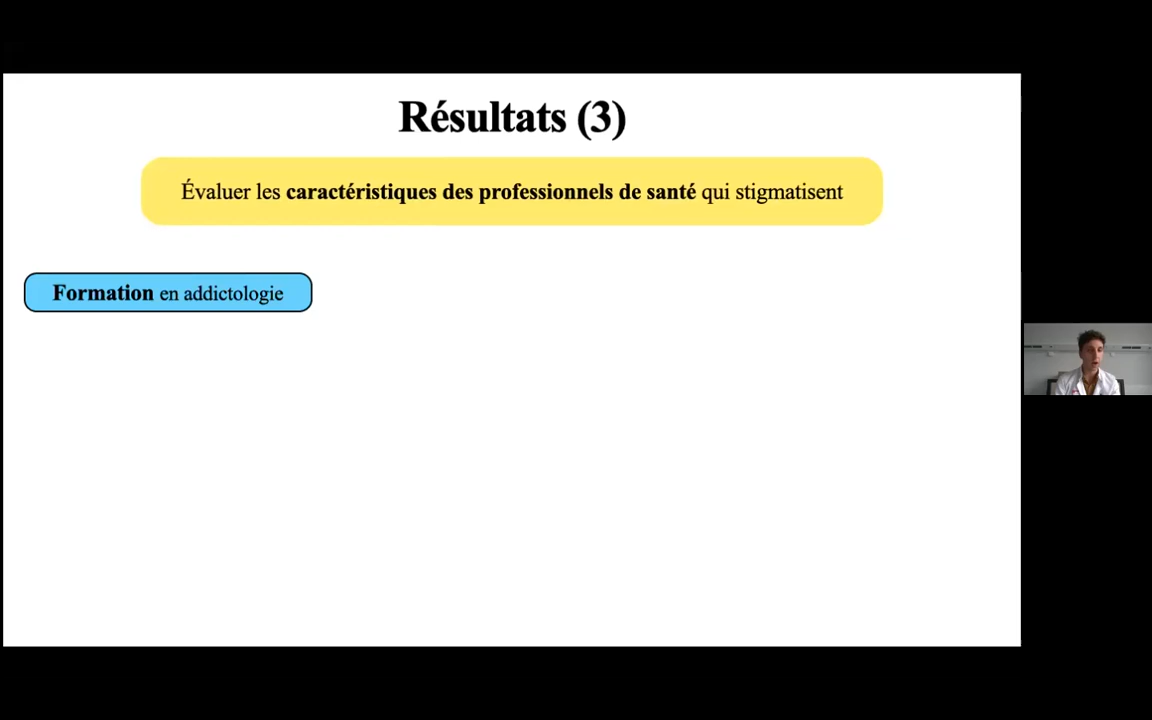 Résultats (3)
Évaluer les caractéristiques des professionnels de santé qui stigmatisent
Formation en addictologie